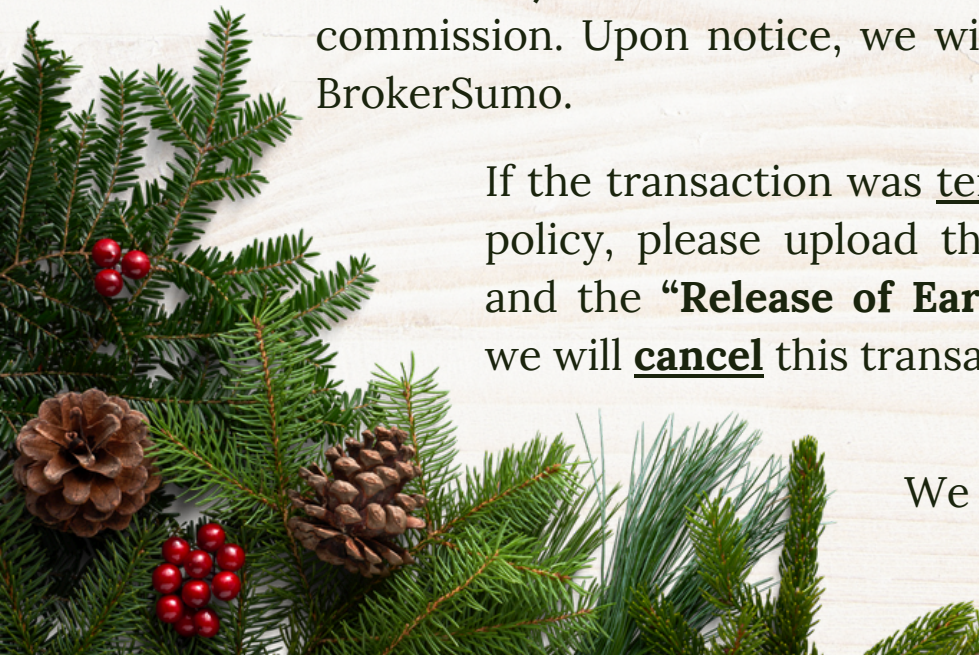 commission. Upon notice, we wi
BrokerSumo.
If the transaction was te
policy, please upload th
and the “Release of Ear
we will cancel this transa
We